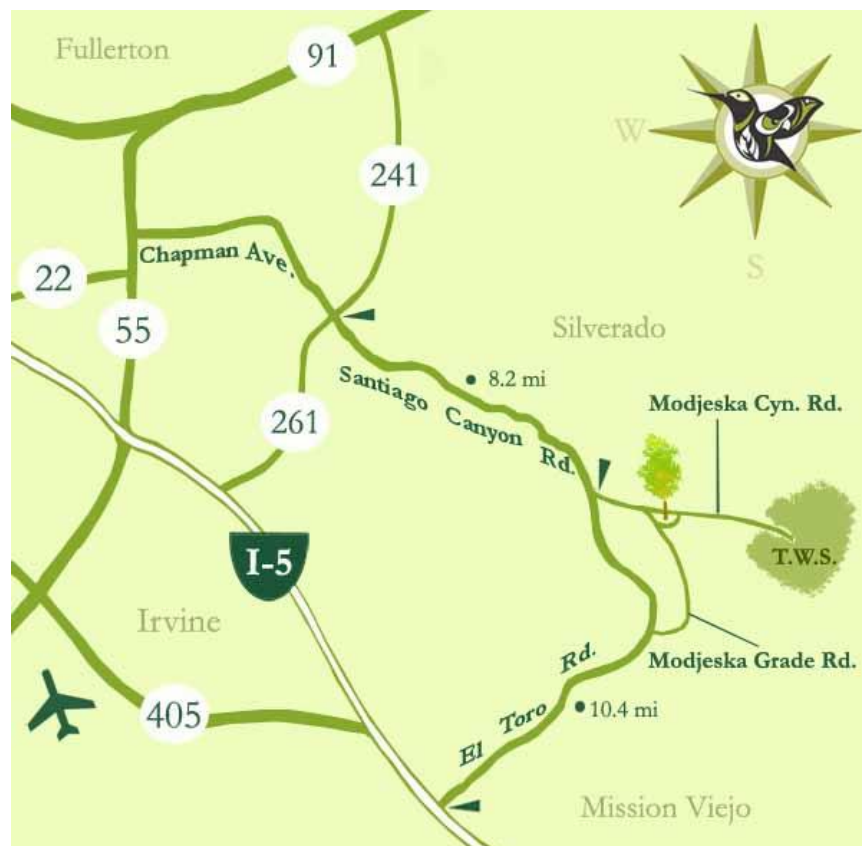 Fullerton
91
W
S
241
Chapman Ave.
22
55
Silverado
8.2 mi
Santiago Canyon Rd.
Modjeska Cyn. Rd.
261
T.W.S.
I-5
Irvine
Modjeska Grade Rd.
405
10.4 mi
El Toro Rd.
Mission Viejo